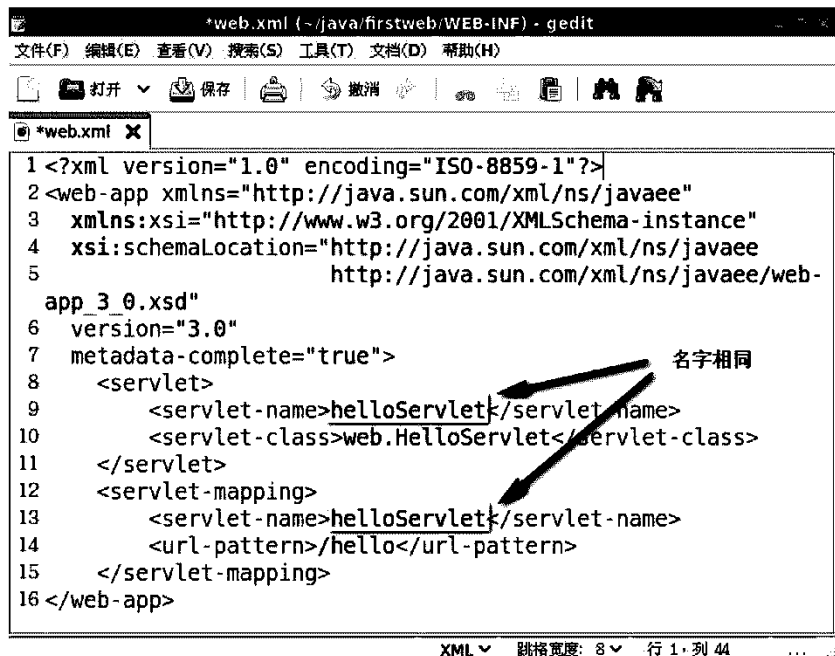 *web.xml (~/java/firstweb/WEB-INF) - gedit
文件(F) 编辑(E) 查看(V) 搜索(S) 工具(T) 文档(D) 帮助(H)
打开 保存 撤消
*web.xml
1 <?xml version="1.0" encoding="ISO-8859-1"?>
2 <web-app xmlns="http://java.sun.com/xml/ns/javaee"
3 xmlns:xsi="http://www.w3.org/2001/XMLSchema-instance"
4 xsi:schemaLocation="http://java.sun.com/xml/ns/javaee
5 http://java.sun.com/xml/ns/javaee/web-
app_3_0.xsd"
6 version="3.0"
7 metadata-complete="true">
名字相同
8 <servlet>
9 <servlet-name>helloServlet</servlet-name>
10 <servlet-class>web.HelloServlet</servlet-class>
11 </servlet>
12 <servlet-mapping>
13 <servlet-name>helloServlet</servlet-name>
14 <url-pattern>/hello</url-pattern>
15 </servlet-mapping>
16 </web-app>
XML 跳格宽度: 8 行 1, 列 44